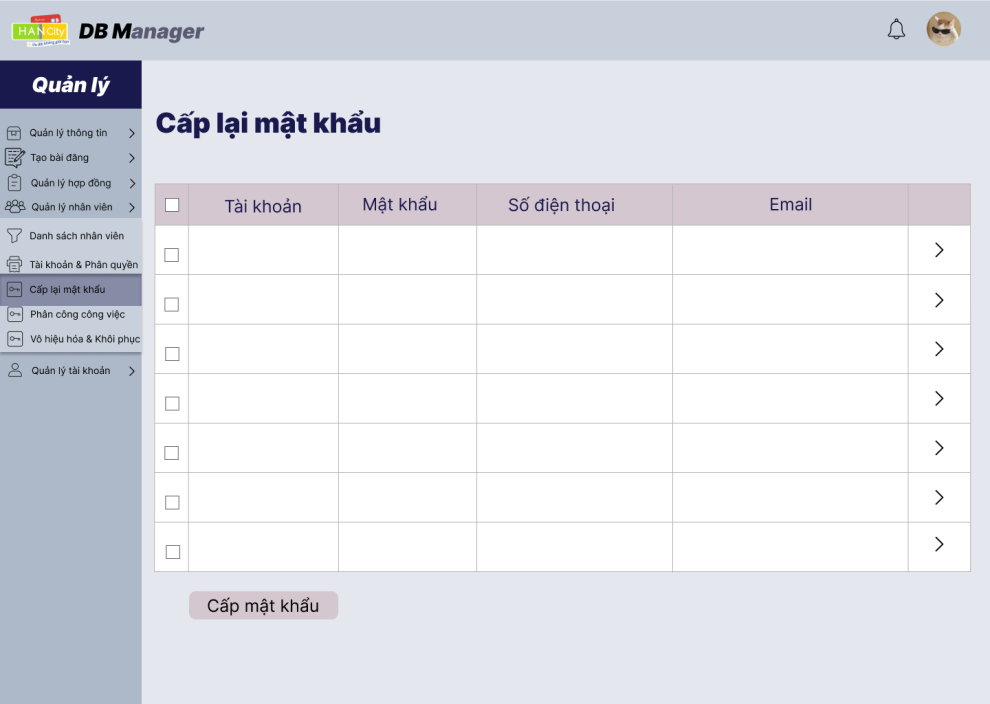 HANCity
DB Manager
Quản lý
Quản lý thông tin
Tạo bài đăng
Quản lý hợp đồng
Quản lý nhân viên
Danh sách nhân viên
Tài khoản & Phân quyền
Cấp lại mật khẩu
Phân công công việc
Vô hiệu hóa & Khôi phục
Quản lý tài khoản
Cấp lại mật khẩu
Tài khoản
Mật khẩu
Số điện thoại
Email
Cấp mật khẩu